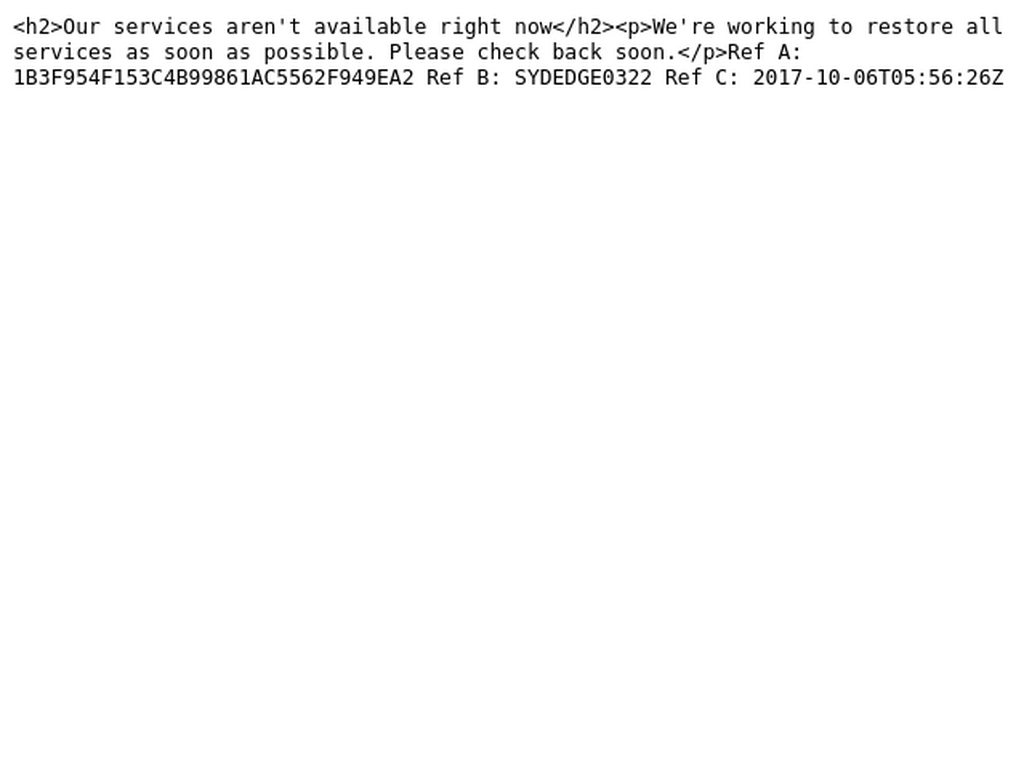 <h2>Our services aren't available right now</h2><p>We're working to restore all
services as soon as possible. Please check back soon.</p>Ref A:
1B3F954F153C4B99861AC5562F949EA2 Ref B: SYDEDGE0322 Ref C: 2017-10-06T05:56:26Z